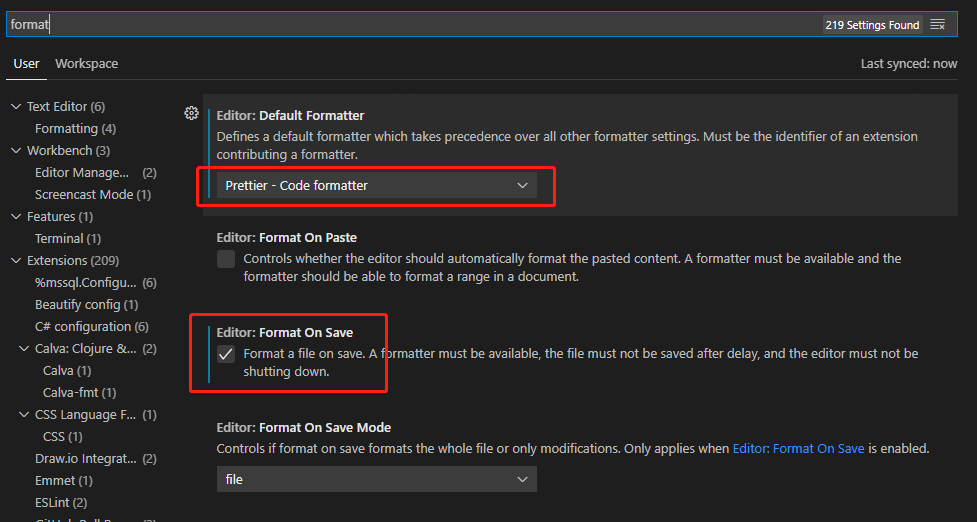 format
219 Settings Found
User Workspace Last synced: now
Text Editor (6)
Formatting (4)
Workbench (3)
Editor Manage... (2)
Screencast Mode (1)
Features (1)
Terminal (1)
Extensions (209)
%mssql.Configu... (6)
Beautify config (1)
C# configuration (6)
Calva: Clojure &... (2)
Calva (1)
Calva-fmt (1)
CSS Language F... (1)
CSS (1)
Draw.io Integrat... (2)
Emmet (1)
ESLint (2)
Editor: Default Formatter
Defines a default formatter which takes precedence over all other formatter settings. Must be the identifier of an extension
contributing a formatter.
Prettier - Code formatter
Editor: Format On Paste
Controls whether the editor should automatically format the pasted content. A formatter must be available and the
formatter should be able to format a range in a document.
Editor: Format On Save
Format a file on save. A formatter must be available, the file must not be saved after delay, and the editor must not be
shutting down.
Editor: Format On Save Mode
Controls if format on save formats the whole file or only modifications. Only applies when Editor: Format On Save is enabled.
file